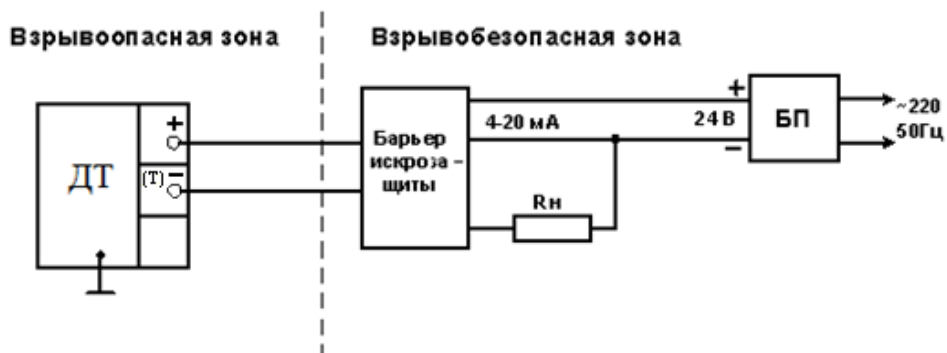 Взрывоопасная зона
Взрывобезопасная зона
ДТ
+
(Т) −
Барьер
искроза –
щиты
4-20 мА
Rн
+
24 В
−
БП
~220
50Гц